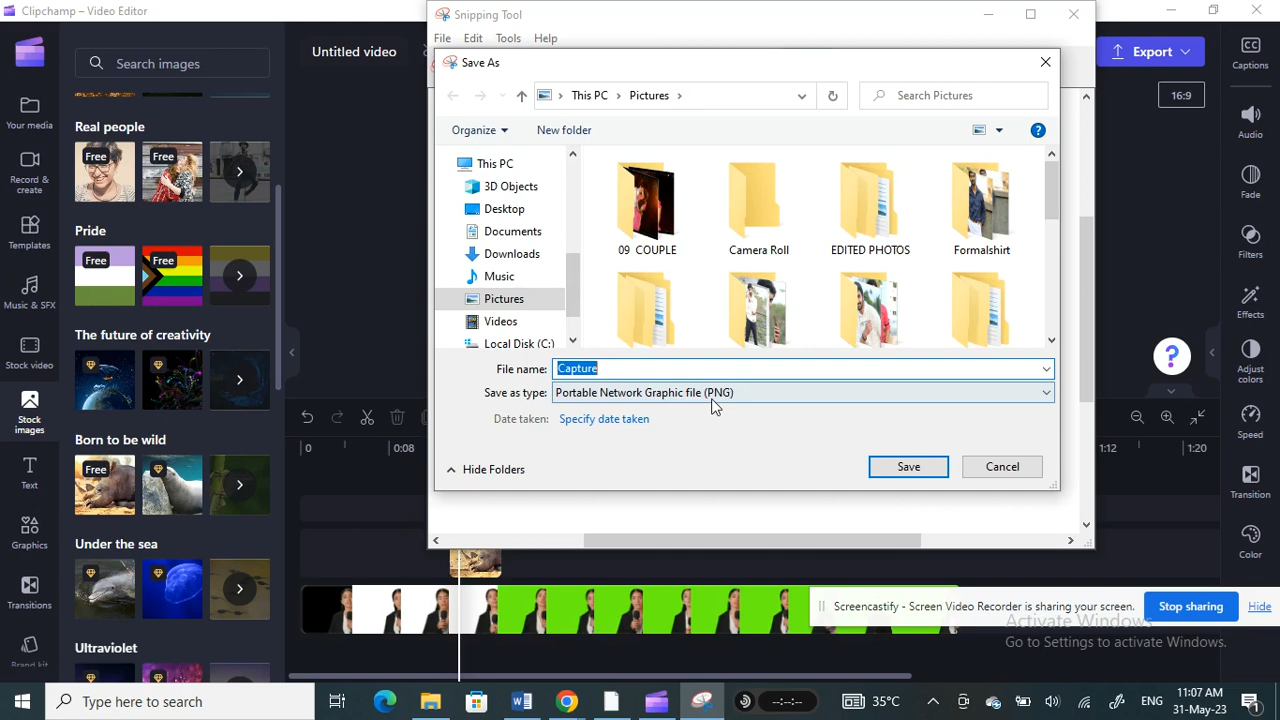 Clipchamp – Video Editor
Snipping Tool
File Edit Tools Help
Untitled video
Export
Search images
Save As
This PC > Pictures >
Search Pictures
16:9
Organize
New folder
Your media
Record & create
Templates
Music & SFX
Stock video
Stock images
Text
Graphics
Transitions
Brand kit
Real people
Free
Free
Pride
Free
Free
The future of creativity
Born to be wild
Free
Under the sea
Ultraviolet
This PC
3D Objects
Desktop
Documents
Downloads
Music
Pictures
Videos
Local Disk (C:)
09 COUPLE
Camera Roll
EDITED PHOTOS
Formalshirt
File name: Capture
Save as type: Portable Network Graphic file (PNG)
Date taken: Specify date taken
Hide Folders
Save
Cancel
Captions
Audio
Fade
Filters
Effects
Adjust colors
Speed
Transition
Color
0
0:08
1:12
1:20
Screencastify - Screen Video Recorder is sharing your screen.
Stop sharing
Hide
Activate Windows
Go to Settings to activate Windows.
Type here to search
--:--:--
35°C
ENG
11:07 AM
31-May-23
1